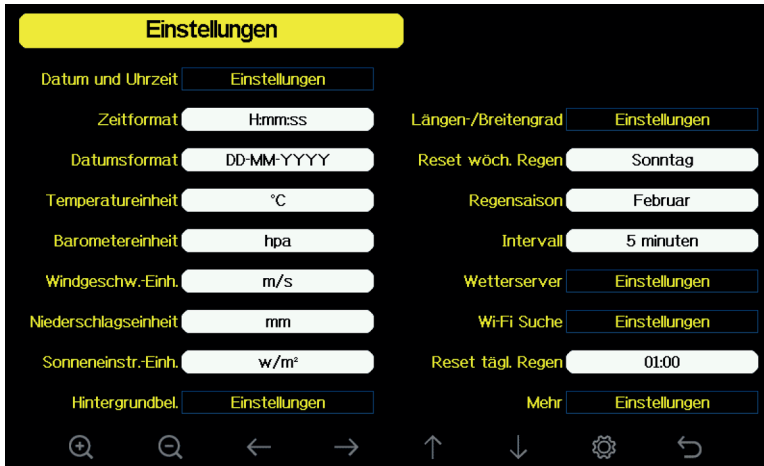 Einstellungen
Datum und Uhrzeit Einstellungen
Zeitformat H:mm:ss
Datumsformat DD-MM-YYYY
Temperatureinheit °C
Barometereinheit hpa
Windgeschw.-Einh. m/s
Niederschlagseinheit mm
Sonneneinstr.-Einh. w/m²
Hintergrundbel. Einstellungen
Längen-/Breitengrad Einstellungen
Reset wöch. Regen Sonntag
Regensaison Februar
Intervall 5 minuten
Wetterserver Einstellungen
Wi-Fi Suche Einstellungen
Reset tägl. Regen 01:00
Mehr Einstellungen